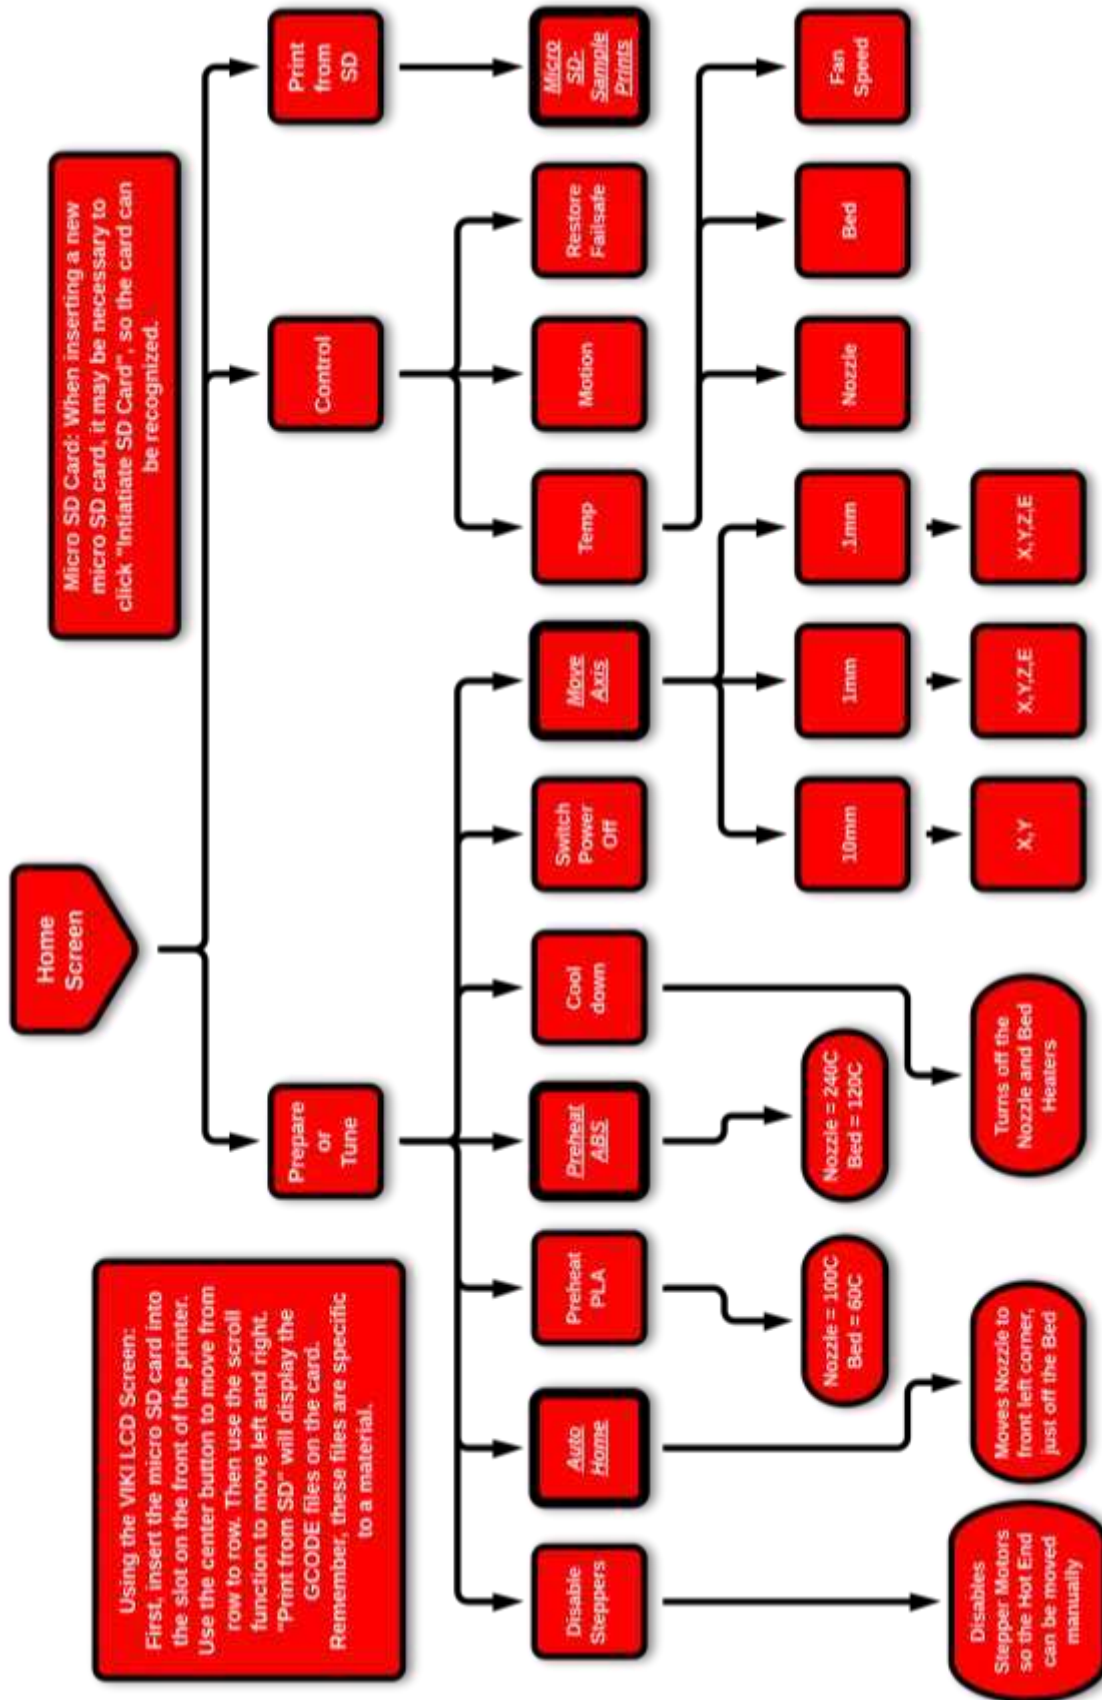 Home
Screen
Micro SD Card: When inserting a new
micro SD card, it may be necessary to
click "Intiatiate SD Card", so the card can
be recognized.
Using the VIKI LCD Screen:
First, insert the micro SD card into
the slot on the front of the printer.
Use the center button to move from
row to row. Then use the scroll
function to move left and right.
"Print from SD" will display the
GCODE files on the card.
Remember, these files are specific
to a material.
Prepare
or
Tune
Control
Print
from
SD
Disable
Steppers
Auto
Home
Preheat
PLA
Preheat
ABS
Cool
down
Switch
Power
Off
Move
Axis
Temp
Motion
Restore
Failsafe
Micro
SD-
Sample
Prints
Nozzle = 100C
Bed = 60C
Nozzle = 240C
Bed = 120C
10mm
1mm
.1mm
Nozzle
Bed
Fan
Speed
Disables
Stepper Motors
so the Hot End
can be moved
manually
Moves Nozzle to
front left corner,
just off the Bed
Turns off the
Nozzle and Bed
Heaters
X,Y
X,Y,Z,E
X,Y,Z,E